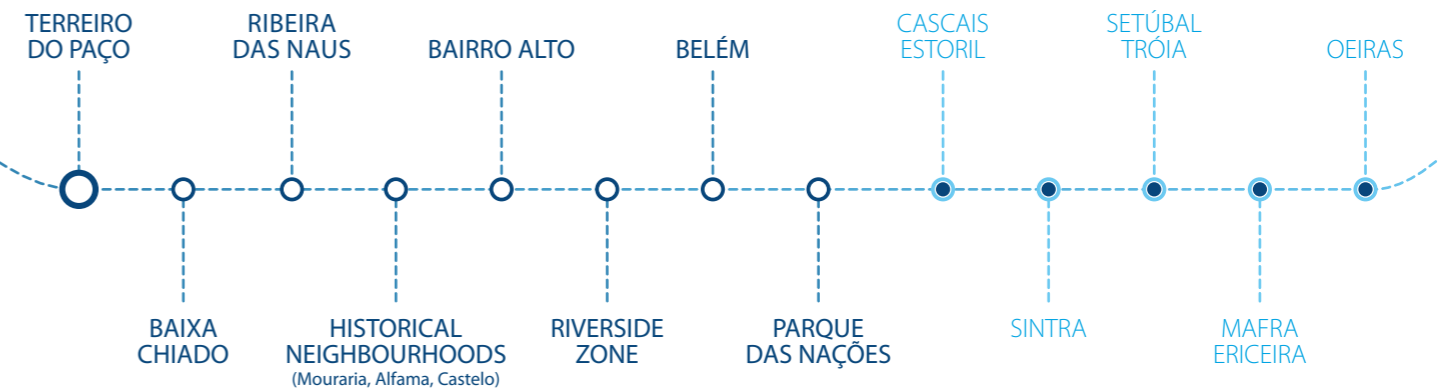 TERREIRO
DO PAÇO
RIBEIRA
DAS NAUS
BAIRRO ALTO
BELÉM
CASCAIS
ESTORIL
SETÚBAL
TRÓIA
OEIRAS
BAIXA
CHIADO
HISTORICAL
NEIGHBOURHOODS
(Mouraria, Alfama, Castelo)
RIVERSIDE
ZONE
PARQUE
DAS NAÇÕES
SINTRA
MAFRA
ERICEIRA